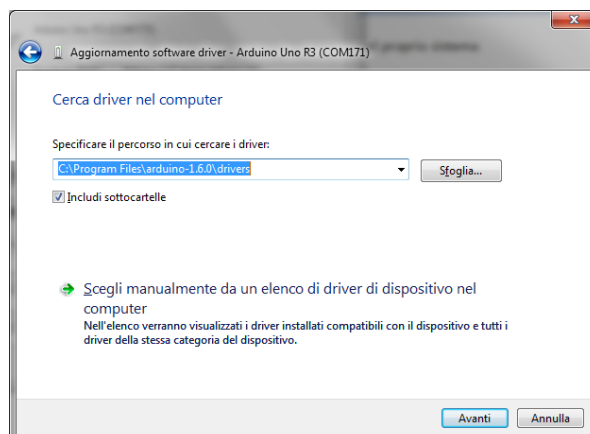 proprio sistema
Aggiornamento software driver - Arduino Uno R3 (COM171)
Cerca driver nel computer
Specificare il percorso in cui cercare i driver:
C:\Program Files\arduino-1.6.0\drivers
Sfoglia...
Includi sottocartelle
Scegli manualmente da un elenco di driver di dispositivo nel
computer
Nell'elenco verranno visualizzati i driver installati compatibili con il dispositivo e tutti i
driver della stessa categoria del dispositivo.
Avanti
Annulla